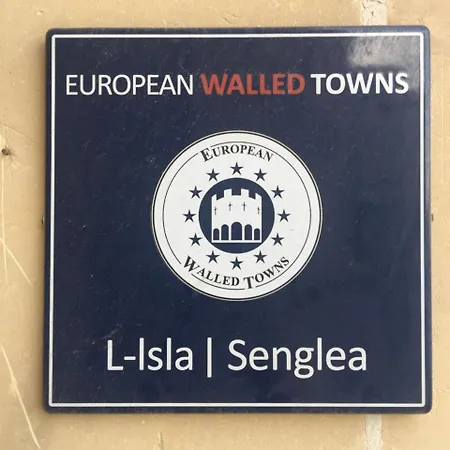 EUROPEAN WALLED TOWNS
EUROPEAN
WALLED TOWNS
L-Isla | Senglea